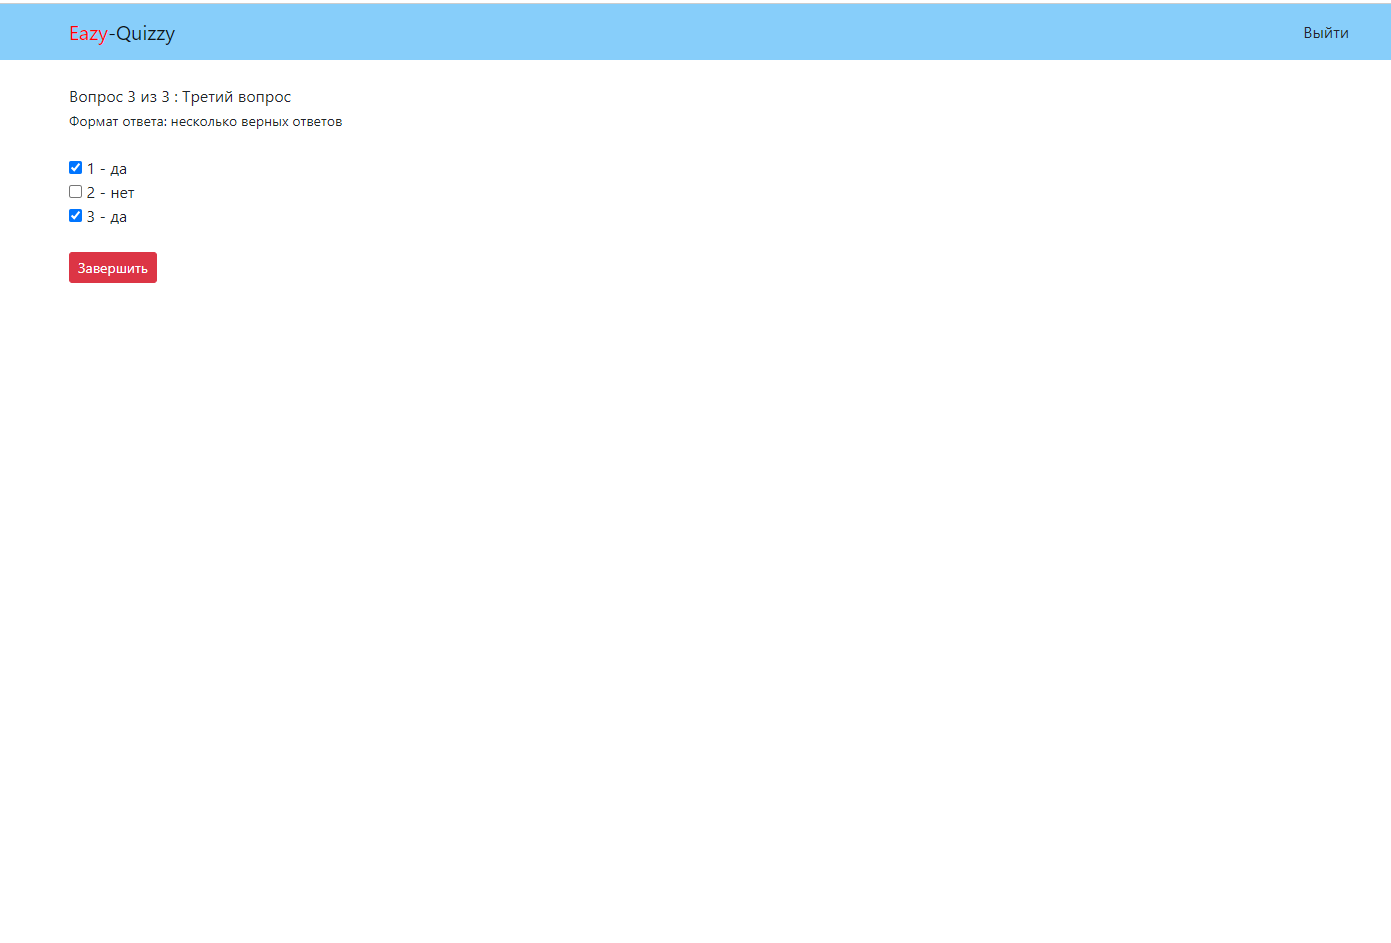 Eazy-Quizzy
Выйти
Вопрос 3 из 3 : Третий вопрос
Формат ответа: несколько верных ответов
1 - да
2 - нет
3 - да
Завершить